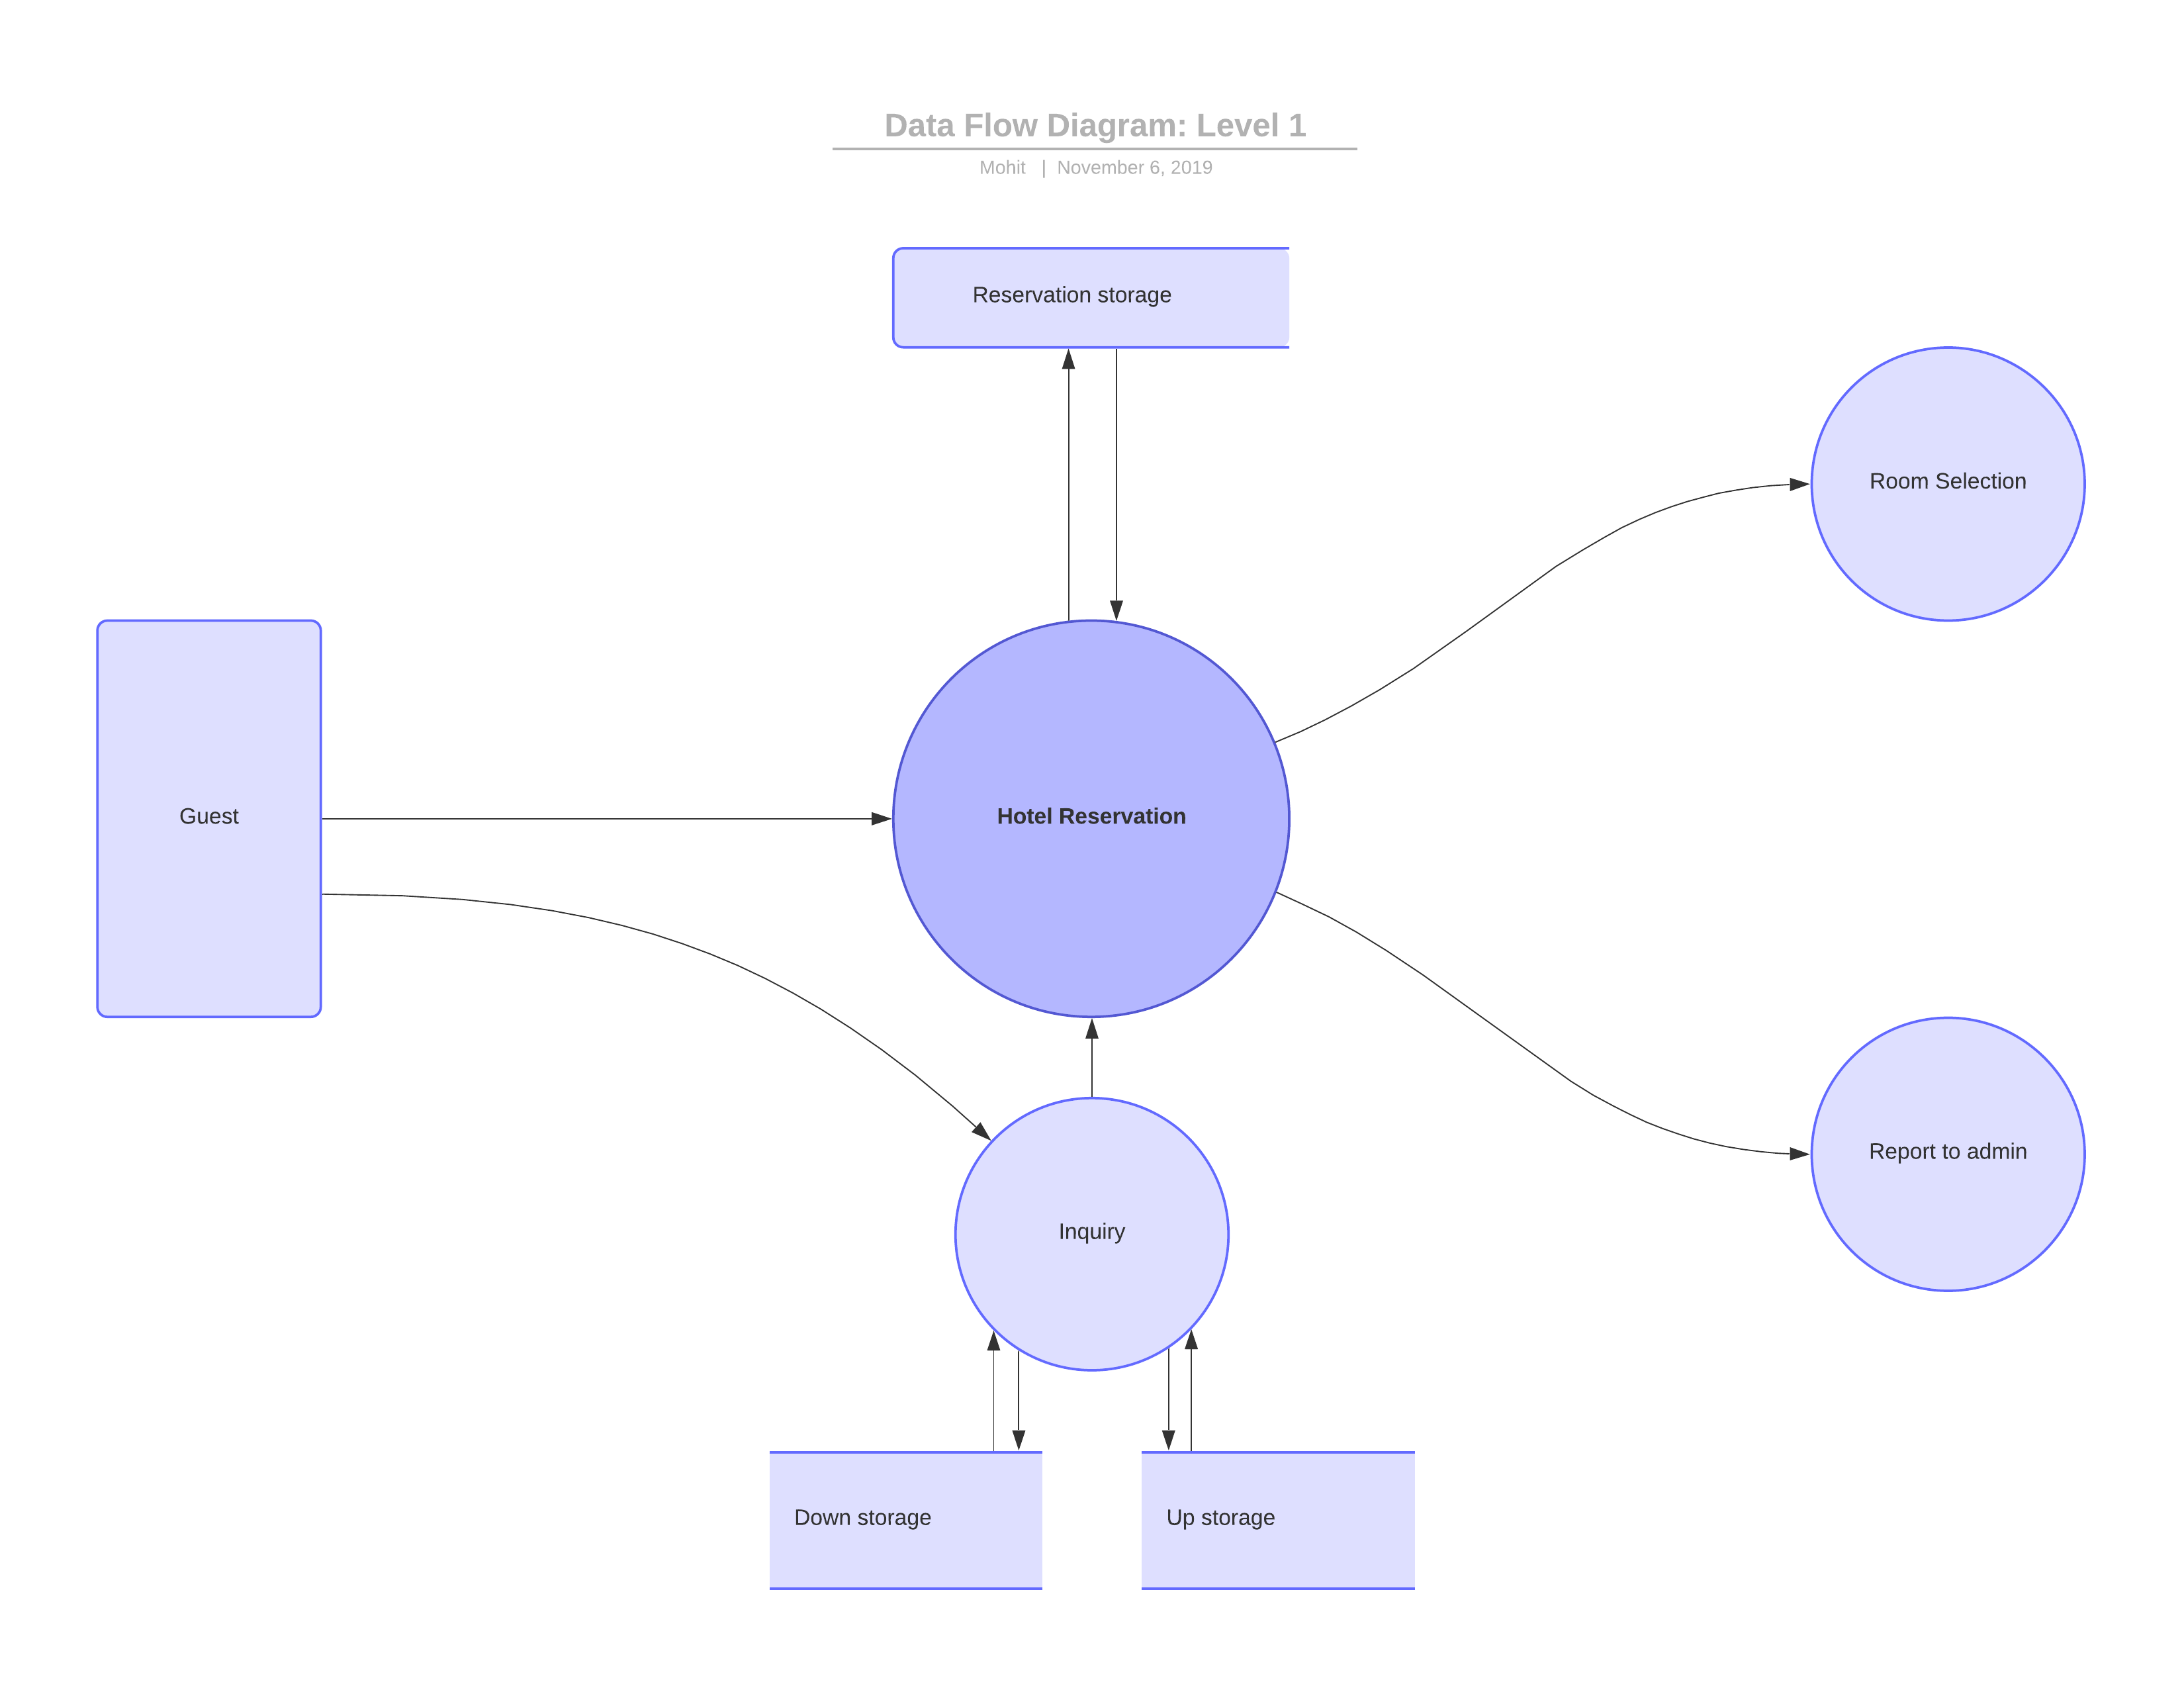 Data Flow Diagram: Level 1
Mohit | November 6, 2019
Reservation storage
Room Selection
Guest
Hotel Reservation
Report to admin
Inquiry
Down storage
Up storage